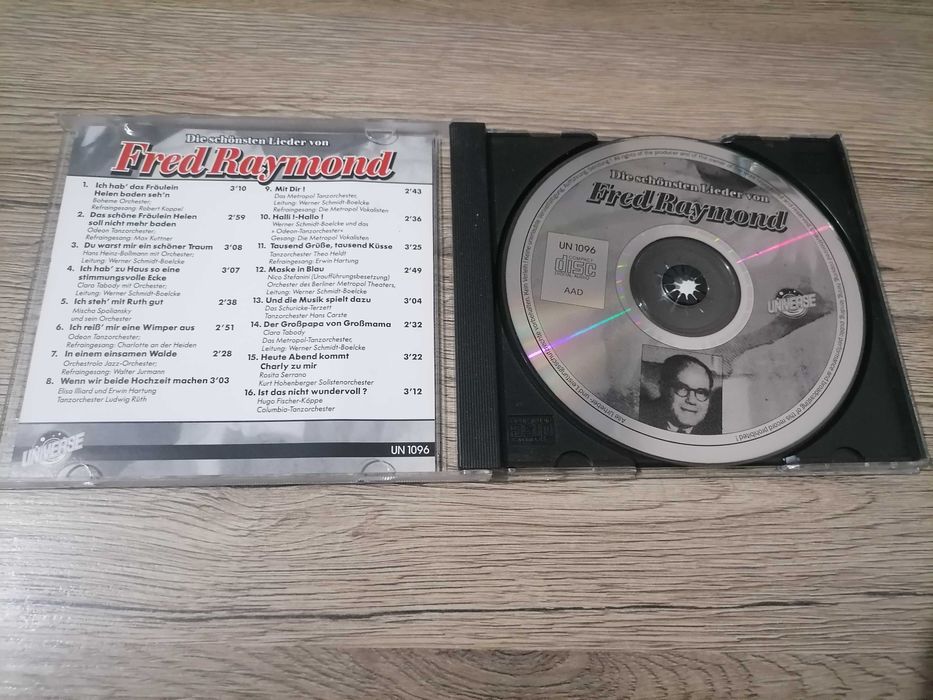 Die schönsten Lieder von
Fred Raymond
1. Ich hab' das Fräulein 3'10
Helen baden seh'n
Boheme Orchester;
Refraingesang: Robert Koppel
2. Das schöne Fräulein Helen 2'59
soll nicht mehr baden
Odeon Tanzorchester;
Refraingesang: Max Kuttner
3. Du warst mir ein schöner Traum 3'08
Hans Heinz-Bollmann mit Orchester;
Leitung: Werner Schmidt-Boelcke
4. Ich hab' zu Haus so eine 3'07
stimmungsvolle Ecke
Clara Tabody mit Orchester;
Leitung: Werner Schmidt-Boelcke
5. Ich steh' mit Ruth gut 2'38
Mischa Spoliansky
und sein Orchester
6. Ich reiß' mir eine Wimper aus 2'51
Odeon Tanzorchester;
Refraingesang: Charlotte an der Heiden
7. In einem einsamen Walde 2'28
Orchestrola Jazz-Orchester;
Refraingesang: Walter Jurmann
8. Wenn wir beide Hochzeit machen 3'03
Elisa Illiard und Erwin Hartung
Tanzorchester Ludwig Rüth
9. Mit Dir! 2'43
Das Metropol Tanzorchester,
Leitung: Werner Schmidt-Boelcke
Refraingesang: Die Metropol Vokalisten
10. Halli!-Hallo! 2'36
Werner Schmidt-Boelcke und das
»Odeon-Tanzorchester«
Gesang: Die Metropol Vokalisten
11. Tausend Grüße, tausend Küsse 3'25
Tanzorchester Theo Heldt
Refraingesang: Erwin Hartung
12. Maske in Blau 2'49
Nico Stefanini (Uraufführungsbesetzung)
Orchester des Berliner Metropol Theaters,
Leitung: Werner Schmidt-Boelcke
13. Und die Musik spielt dazu 3'04
Das Schuricke-Terzett
Tanzorchester Hans Carste
14. Der Großpapa von Großmama 2'32
Clara Tabody
Das Metropol-Tanzorchester,
Leitung: Werner Schmidt-Boelcke
15. Heute Abend kommt 3'22
Charly zu mir
Rosita Serrano
Kurt Hohenberger Solistenorchester
16. Ist das nicht wundervoll? 3'12
Hugo Fischer-Köppe
Columbia-Tanzorchester
UNIVERSE
UN 1096
Die schönsten Lieder von
Fred Raymond
UN 1096
COMPACT
disc
AAD
UNIVERSE